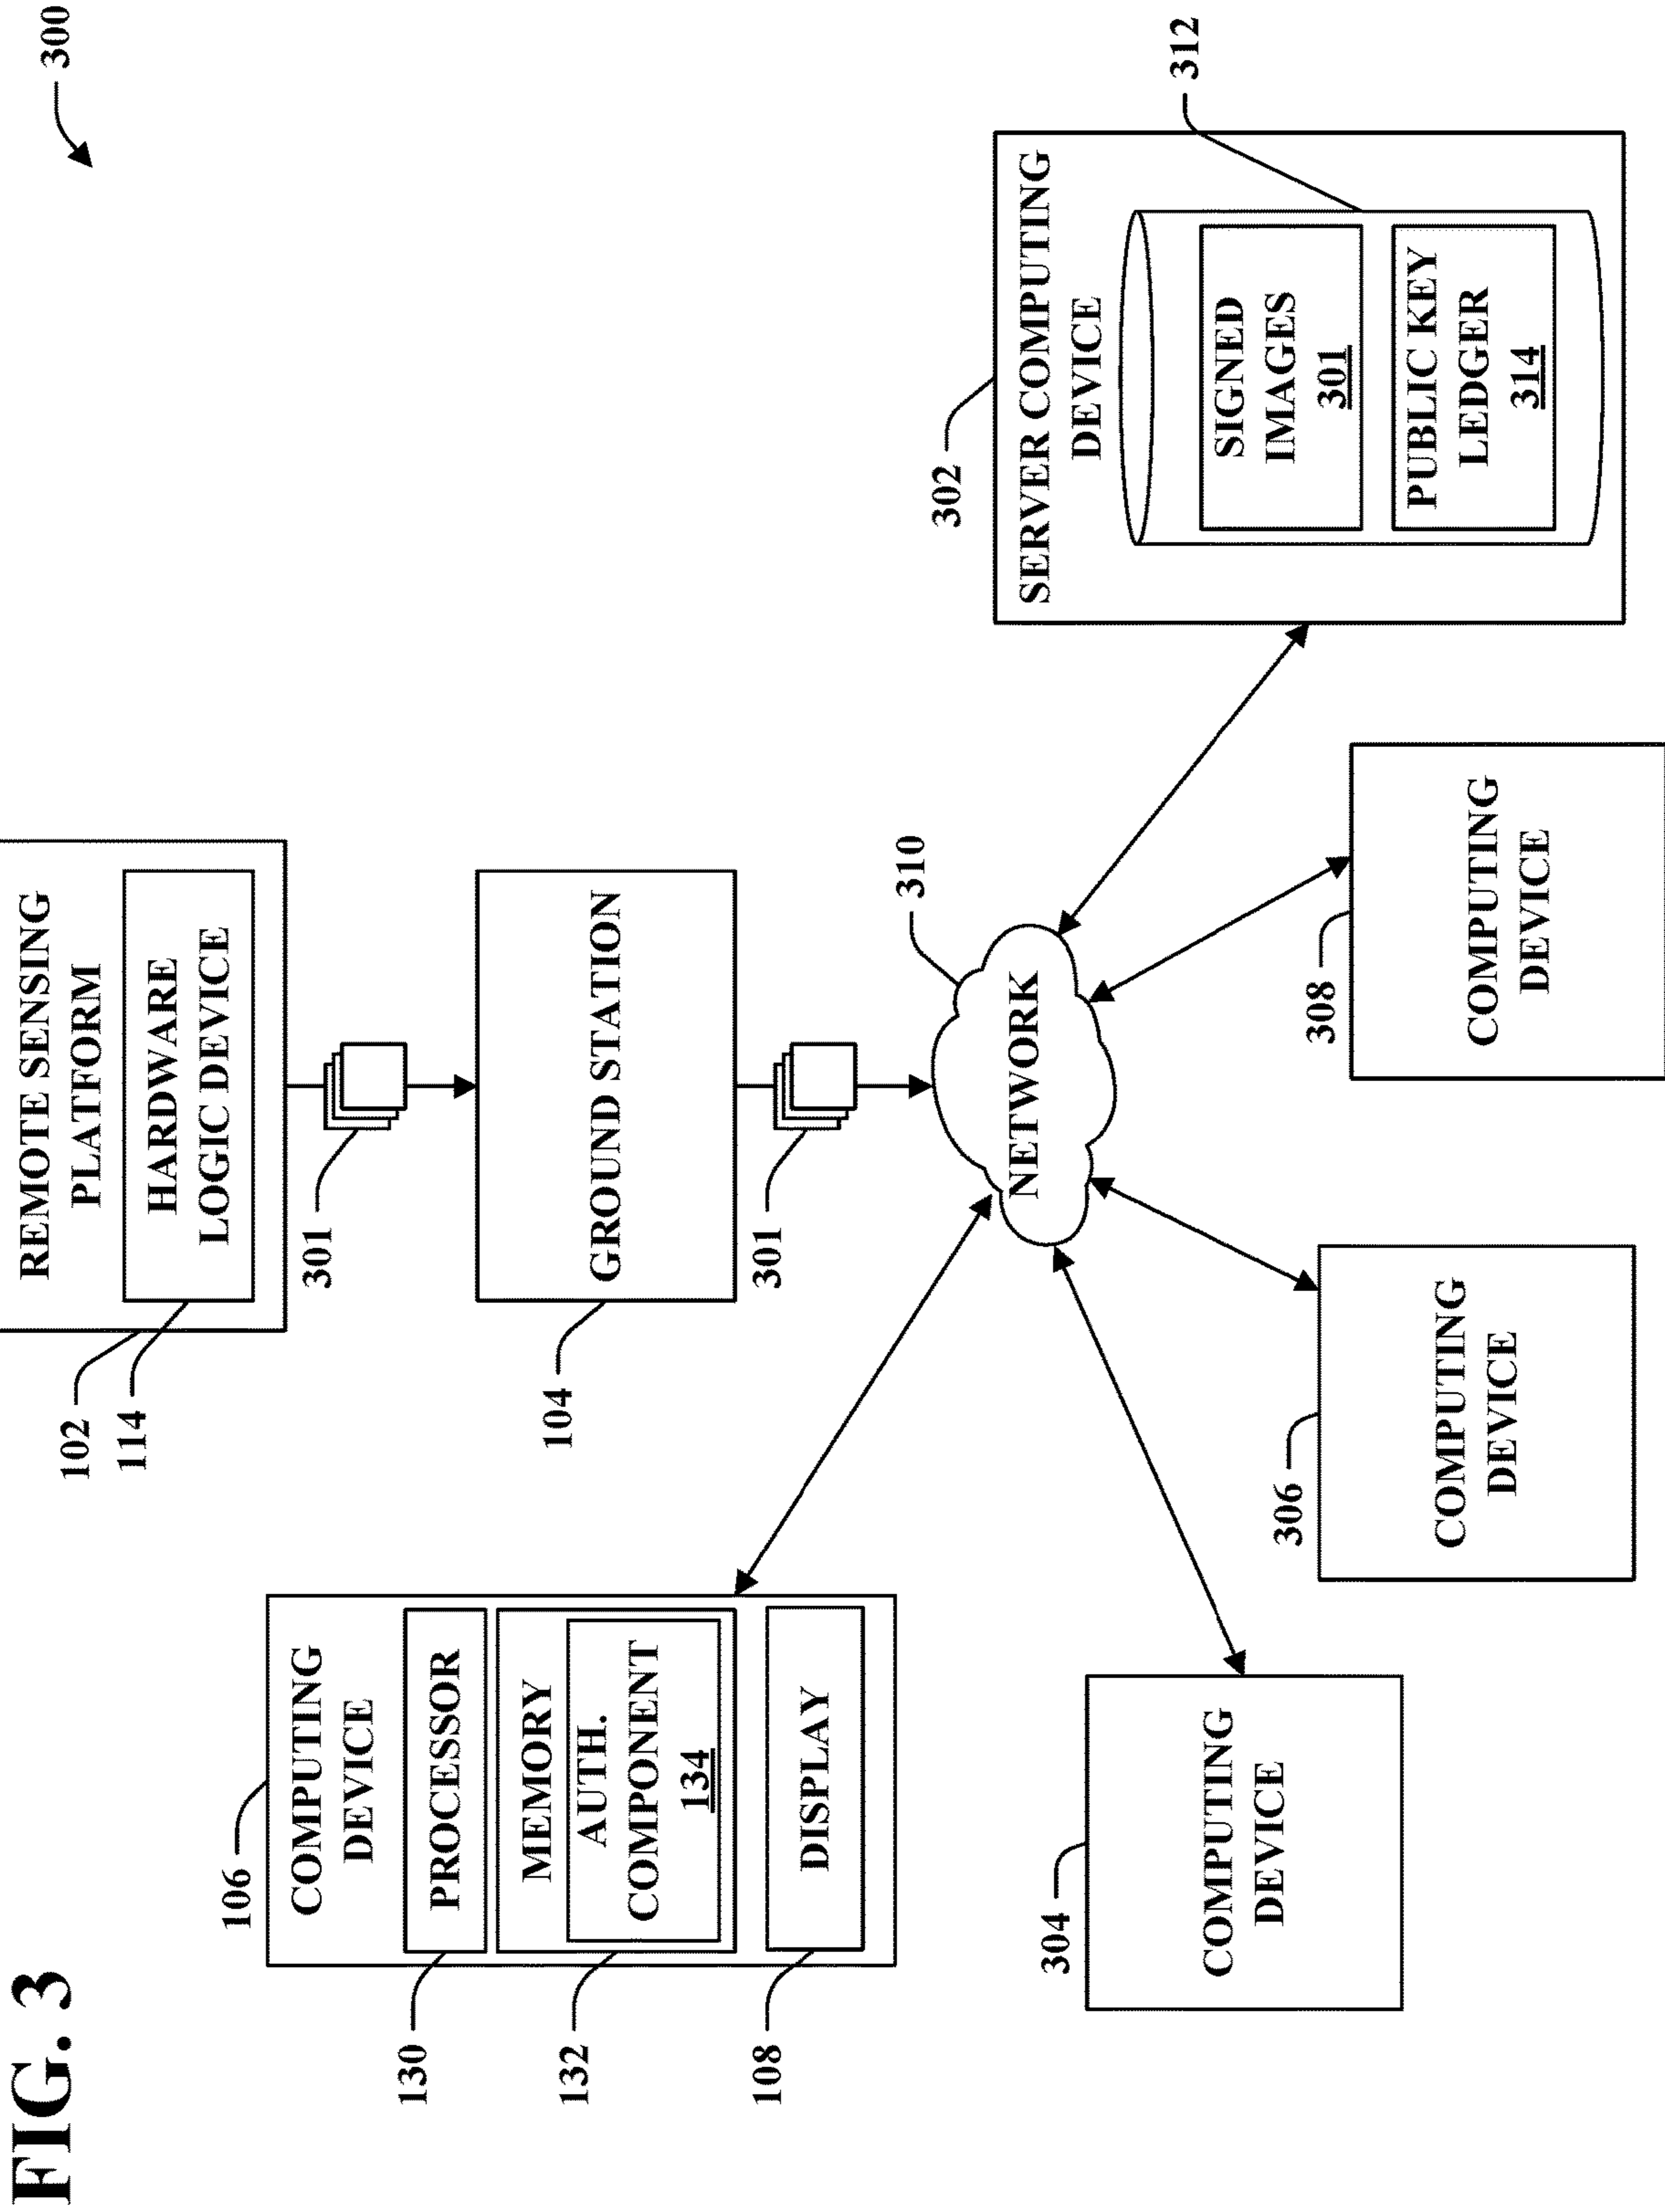 FIG. 3
300
REMOTE SENSING
PLATFORM
HARDWARE
LOGIC DEVICE
102
114
301
GROUND STATION
104
301
106
COMPUTING
DEVICE
PROCESSOR
MEMORY
AUTH.
COMPONENT
134
DISPLAY
130
132
108
NETWORK
310
302
SERVER COMPUTING
DEVICE
SIGNED
IMAGES
301
PUBLIC KEY
LEDGER
314
312
304
COMPUTING
DEVICE
306
COMPUTING
DEVICE
308
COMPUTING
DEVICE